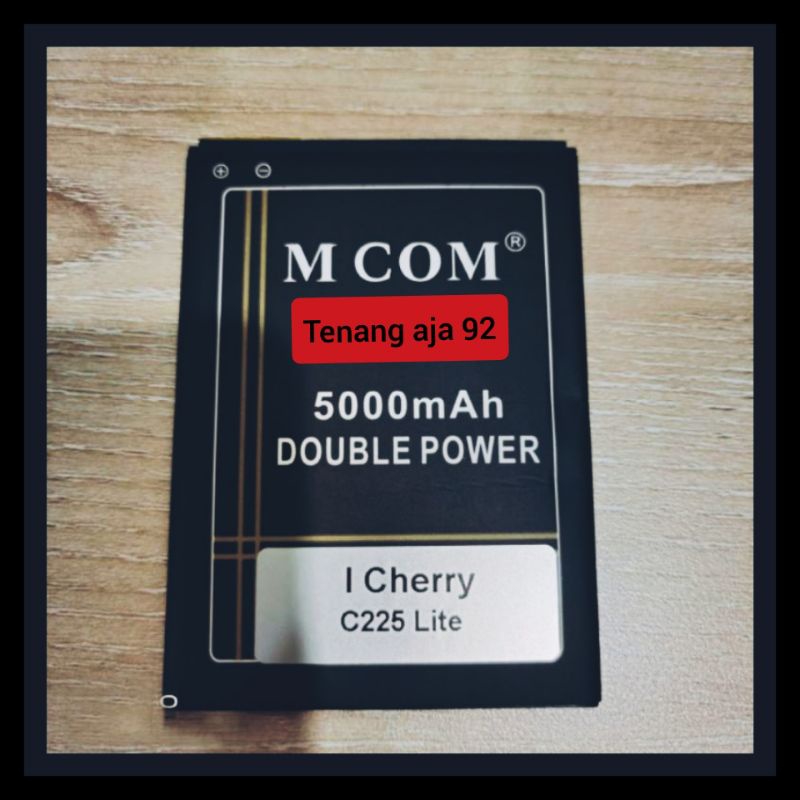 ⊕ ⊖
M COM®
Tenang aja 92
5000mAh
DOUBLE POWER
I Cherry
C225 Lite
O